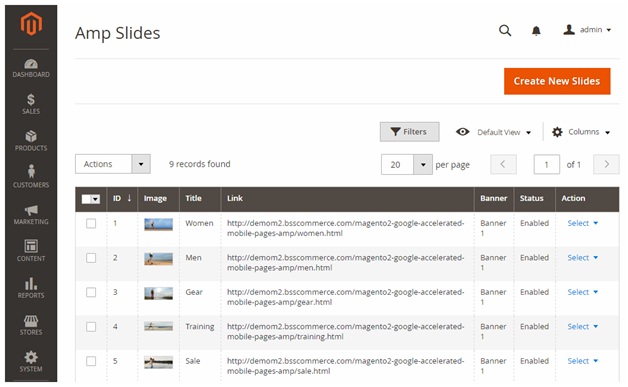 Amp Slides
admin
DASHBOARD
SALES
PRODUCTS
CUSTOMERS
MARKETING
CONTENT
REPORTS
STORES
SYSTEM
Create New Slides
Filters
Default View
Columns
Actions
9 records found
20
per page
1
of 1
ID ↓ Image Title Link Banner Status Action
1 Women http://demom2.bsscommerce.com/magento2-google-accelerated- Banner Enabled Select
mobile-pages-amp/women.html 1
2 Men http://demom2.bsscommerce.com/magento2-google-accelerated- Banner Enabled Select
mobile-pages-amp/men.html 1
3 Gear http://demom2.bsscommerce.com/magento2-google-accelerated- Banner Enabled Select
mobile-pages-amp/gear.html 1
4 Training http://demom2.bsscommerce.com/magento2-google-accelerated- Banner Enabled Select
mobile-pages-amp/training.html 1
5 Sale http://demom2.bsscommerce.com/magento2-google-accelerated- Banner Enabled Select
mobile-pages-amp/sale.html 1